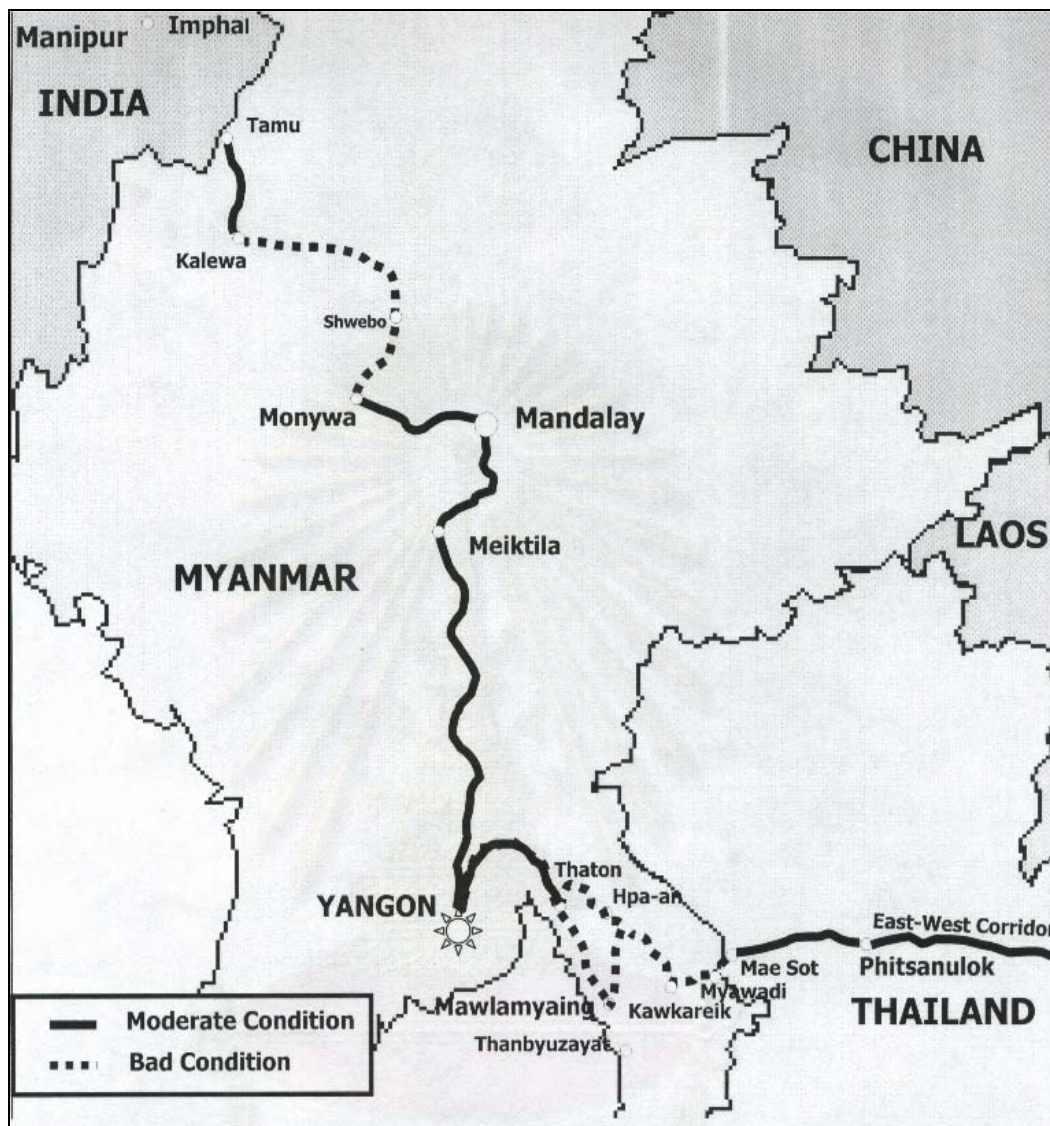 Manipur
Imphal
INDIA
Tamu
CHINA
Kalewa
Shwebo
Monywa
Mandalay
Meiktila
LAOS
MYANMAR
Thaton
Hpa-an
YANGON
East-West Corridor
Mae Sot
Phitsanulok
Myawadi
Mawlamyaing
Kawkareik
THAILAND
Thanbyuzayat
Moderate Condition
Bad Condition